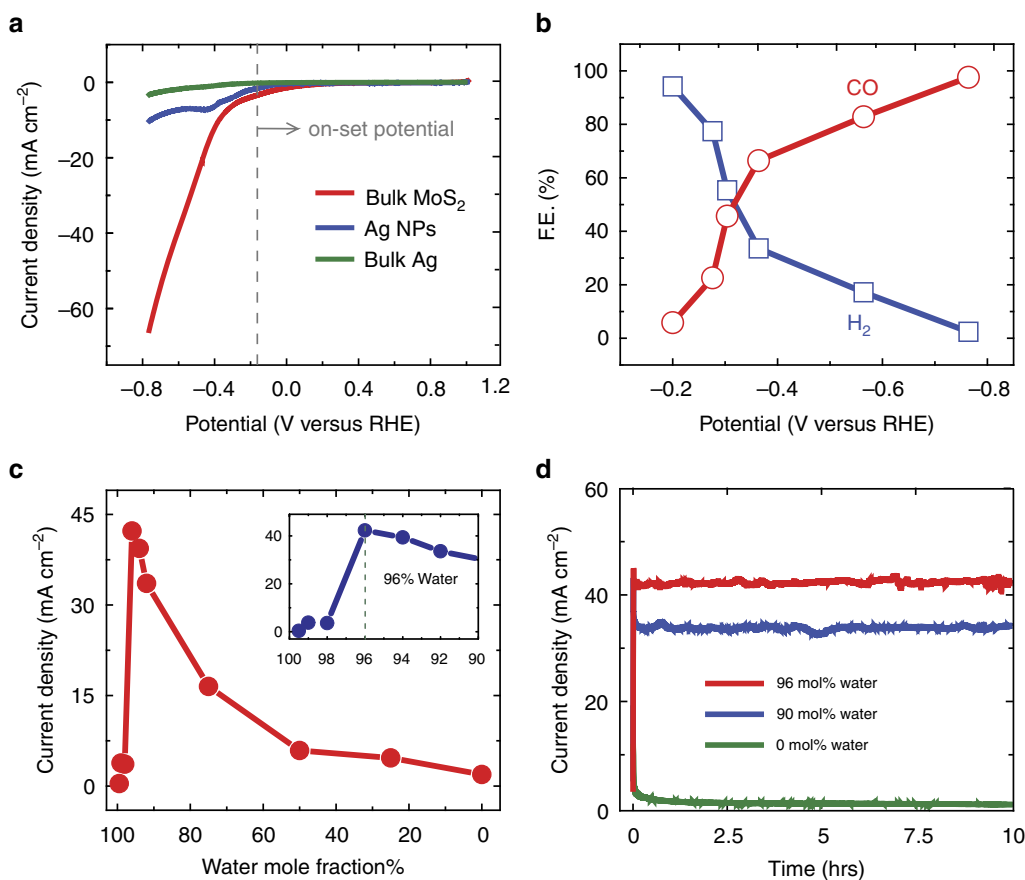 a
Current density (mA cm⁻²)
0
−20
−40
−60
on-set potential
Bulk MoS₂
Ag NPs
Bulk Ag
−0.8
−0.4
0.0
0.4
0.8
1.2
Potential (V versus RHE)
b
F.E. (%)
100
80
60
40
20
0
CO
H₂
−0.2
−0.4
−0.6
−0.8
Potential (V versus RHE)
c
Current density (mA cm⁻²)
45
30
15
0
40
20
0
96% Water
100
98
96
94
92
90
100
80
60
40
20
0
Water mole fraction%
d
Current density (mA cm⁻²)
60
40
20
0
96 mol% water
90 mol% water
0 mol% water
0
2.5
5
7.5
10
Time (hrs)